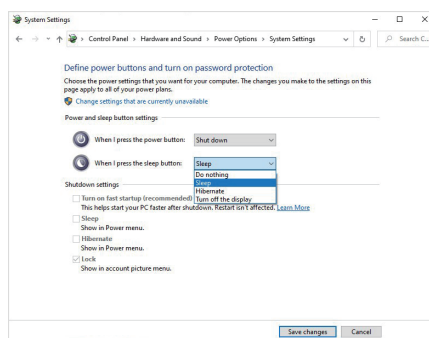 System Settings
Control Panel > Hardware and Sound > Power Options > System Settings
Search C...
Define power buttons and turn on password protection
Choose the power settings that you want for your computer. The changes you make to the settings on this
page apply to all of your power plans.
Change settings that are currently unavailable
Power and sleep button settings
When I press the power button: Shut down
When I press the sleep button: Sleep
Do nothing
Sleep
Hibernate
Turn off the display
Shutdown settings
Turn on fast startup (recommended)
This helps start your PC faster after shutdown. Restart isn't affected. Learn More
Sleep
Show in Power menu.
Hibernate
Show in Power menu.
Lock
Show in account picture menu.
Save changes Cancel